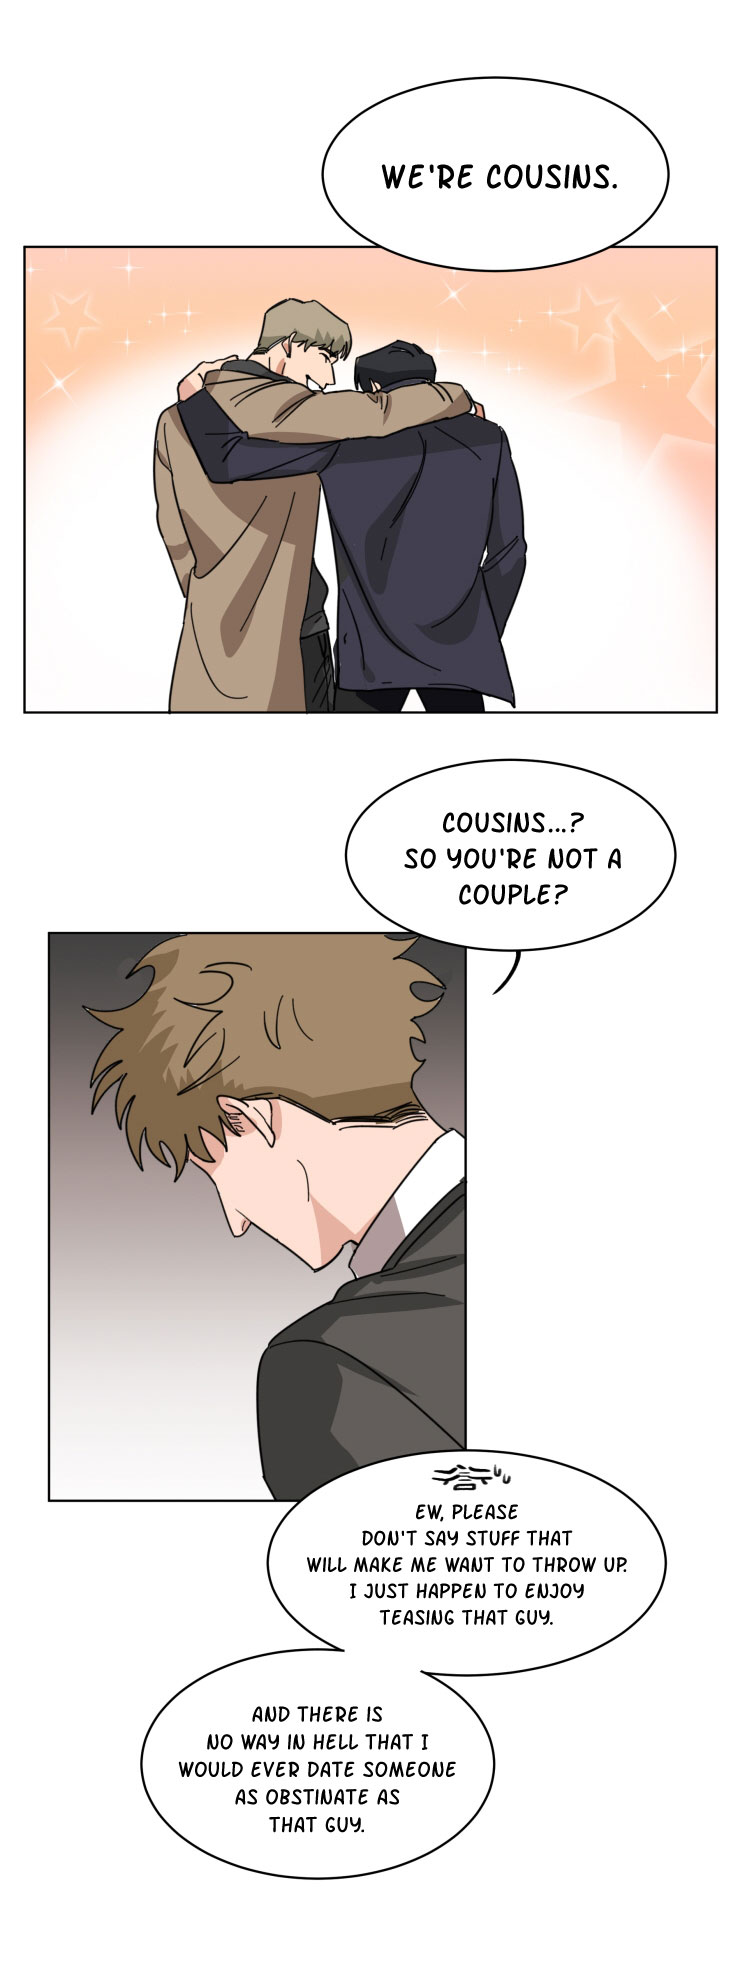 WE'RE COUSINS.
COUSINS...?
SO YOU'RE NOT A
COUPLE?
EW, PLEASE
DON'T SAY STUFF THAT
WILL MAKE ME WANT TO THROW UP.
I JUST HAPPEN TO ENJOY
TEASING THAT GUY.
AND THERE IS
NO WAY IN HELL THAT I
WOULD EVER DATE SOMEONE
AS OBSTINATE AS
THAT GUY.